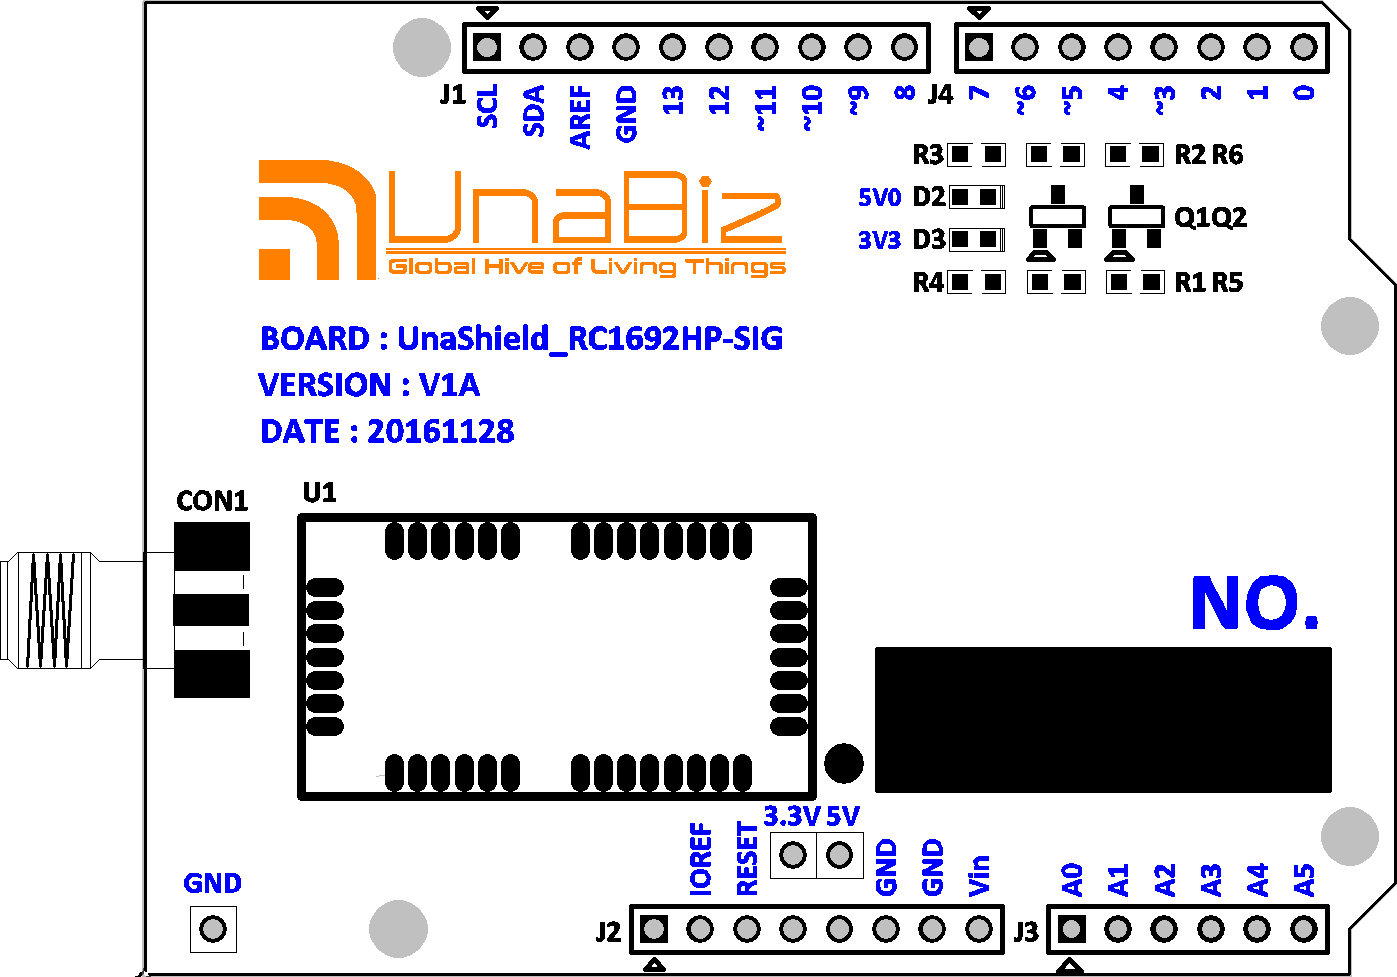 J1
SCL SDA AREF GND 13 12 ~11 ~10 ~9 8
J4
7 ~6 ~5 4 ~3 2 1 0
R3
R2 R6
5V0 D2
3V3 D3
Q1Q2
R4
R1 R5
UnaBiz
Global Hive of Living Things
BOARD : UnaShield_RC1692HP-SIG
VERSION : V1A
DATE : 20161128
CON1
U1
NO.
3.3V 5V
IOREF RESET GND GND Vin
A0 A1 A2 A3 A4 A5
GND
J2
J3